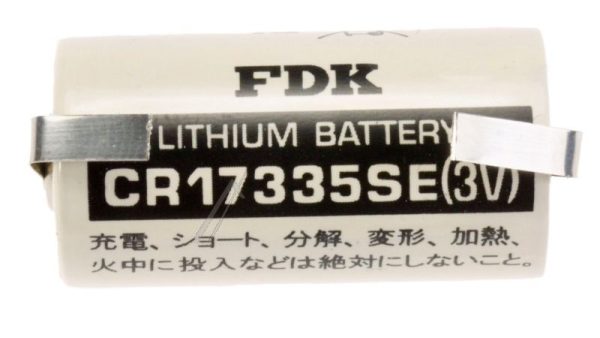 FDK
LITHIUM BATTERY
CR17335SE(3V)
充電、ショート、分解、変形、加熱、
火中に投入などは絶対にしないこと。